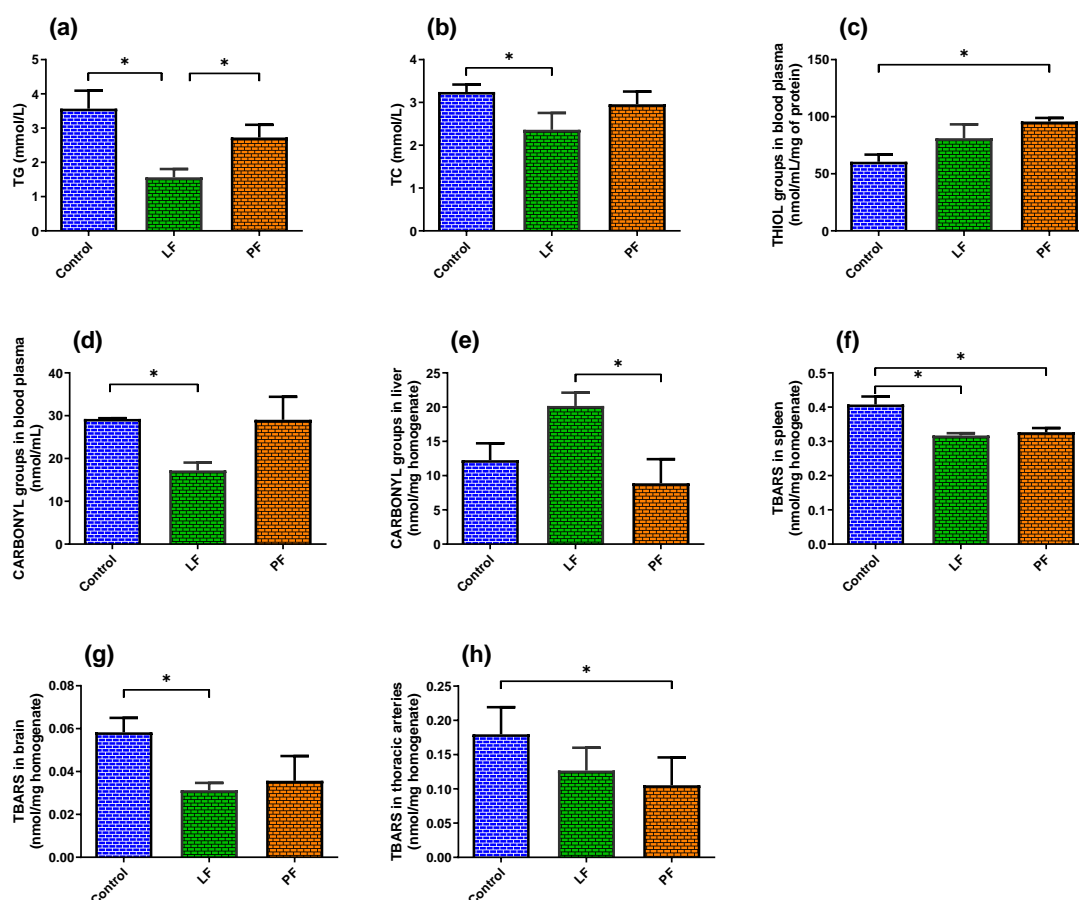 (a)
TG (mmol/L)
5
4
3
2
1
0
*
*
Control
LF
PF
(b)
TC (mmol/L)
4
3
2
1
0
*
Control
LF
PF
(c)
THIOL groups in blood plasma
(nmol/mL/mg of protein)
150
100
50
0
*
Control
LF
PF
(d)
CARBONYL groups in blood plasma
(nmol/mL)
40
30
20
10
0
*
Control
LF
PF
(e)
CARBONYL groups in liver
(nmol/mg homogenate)
25
20
15
10
5
0
*
Control
LF
PF
(f)
TBARS in spleen
(nmol/mg homogenate)
0.5
0.4
0.3
0.2
0.1
0.0
*
*
Control
LF
PF
(g)
TBARS in brain
(nmol/mg homogenate)
0.08
0.06
0.04
0.02
0.00
*
Control
LF
PF
(h)
TBARS in thoracic arteries
(nmol/mg homogenate)
0.25
0.20
0.15
0.10
0.05
0.00
*
Control
LF
PF